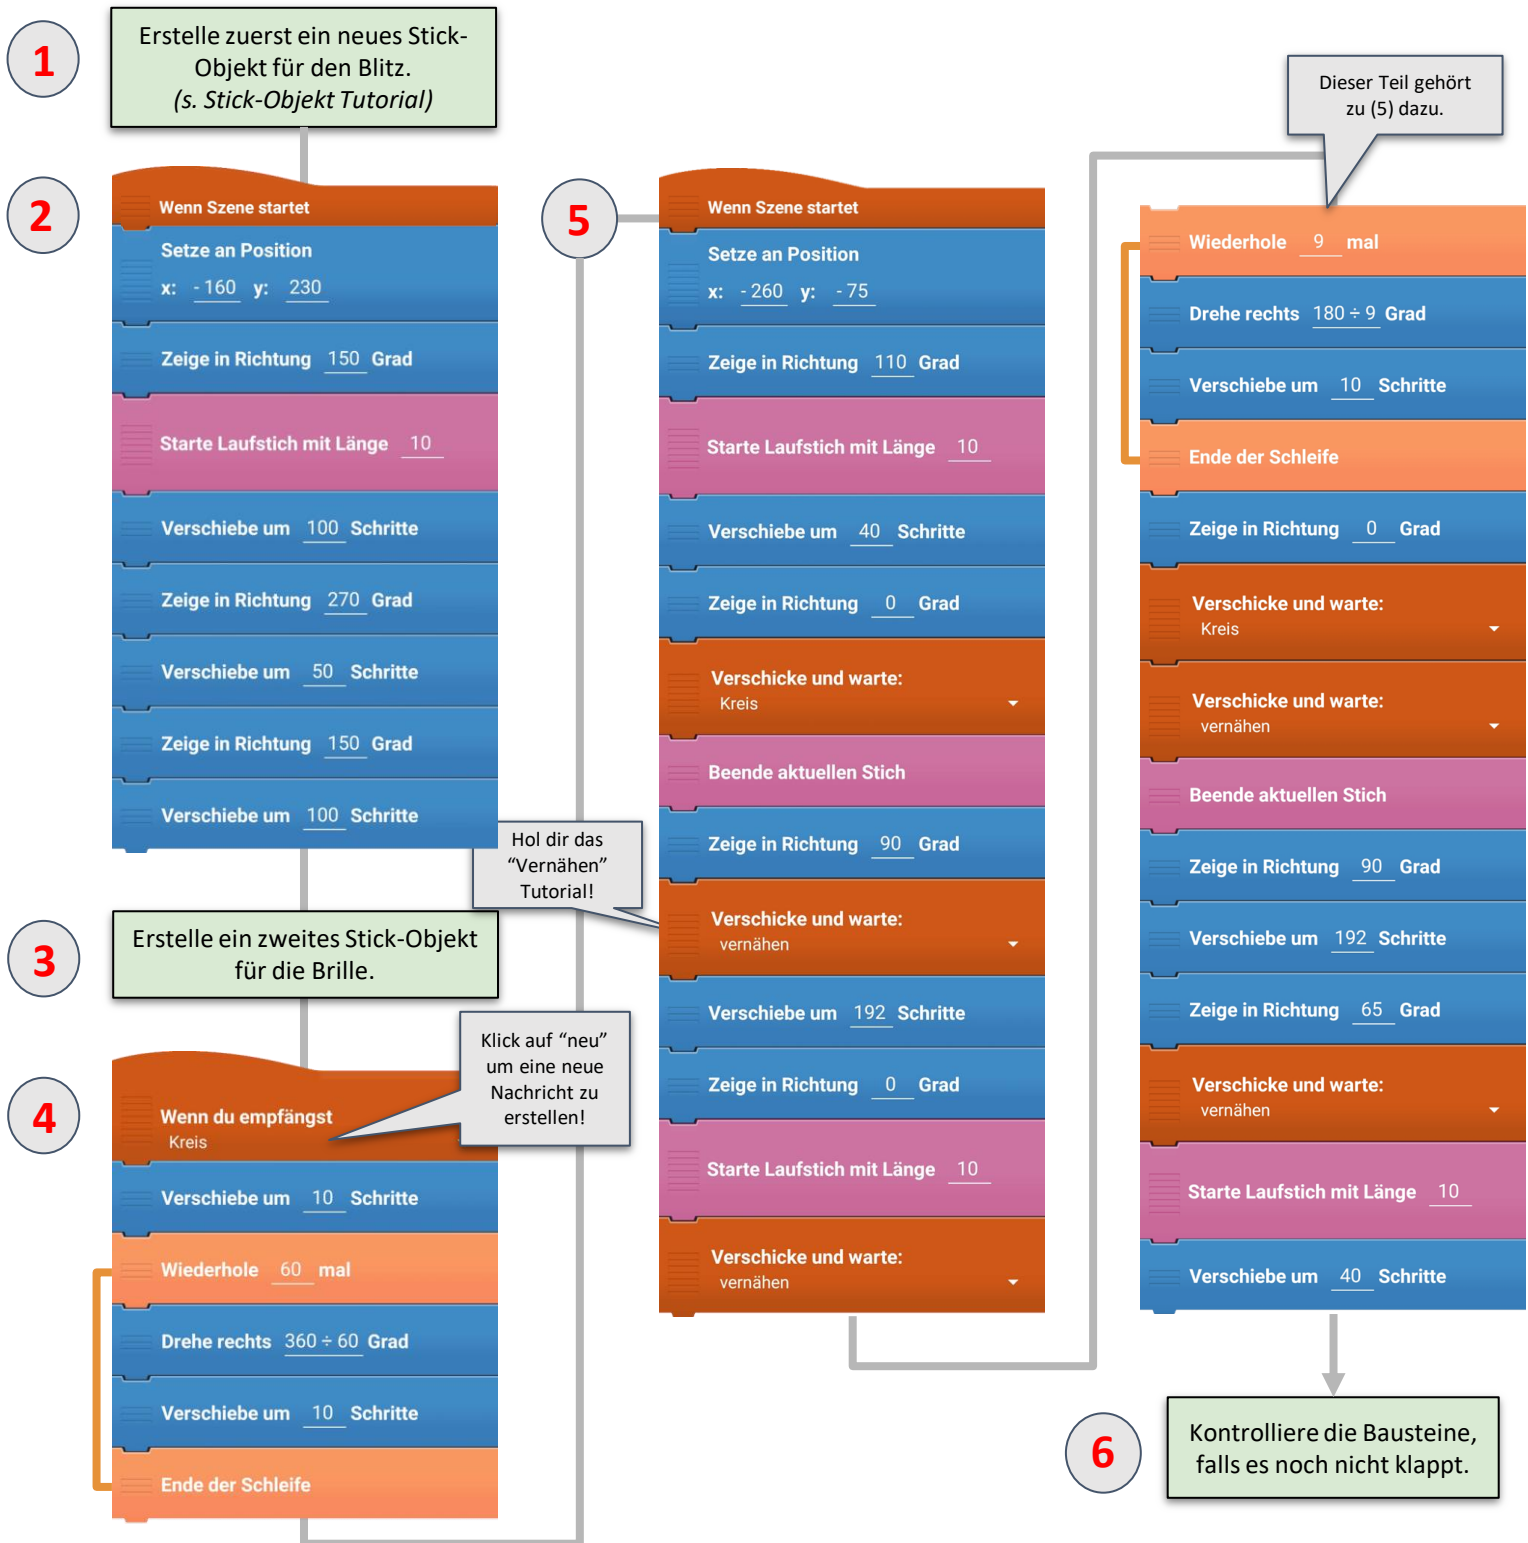 1
Erstelle zuerst ein neues Stick-
Objekt für den Blitz.
(s. Stick-Objekt Tutorial)
2
Wenn Szene startet
Setze an Position
x: - 160 y: 230
Zeige in Richtung 150 Grad
Starte Laufstich mit Länge 10
Verschiebe um 100 Schritte
Zeige in Richtung 270 Grad
Verschiebe um 50 Schritte
Zeige in Richtung 150 Grad
Verschiebe um 100 Schritte
3
Erstelle ein zweites Stick-Objekt
für die Brille.
4
Wenn du empfängst
Kreis
Klick auf “neu”
um eine neue
Nachricht zu
erstellen!
Verschiebe um 10 Schritte
Wiederhole 60 mal
Drehe rechts 360 ÷ 60 Grad
Verschiebe um 10 Schritte
Ende der Schleife
5
Wenn Szene startet
Setze an Position
x: - 260 y: - 75
Zeige in Richtung 110 Grad
Starte Laufstich mit Länge 10
Verschiebe um 40 Schritte
Zeige in Richtung 0 Grad
Verschicke und warte:
Kreis
Beende aktuellen Stich
Zeige in Richtung 90 Grad
Hol dir das
“Vernähen”
Tutorial!
Verschicke und warte:
vernähen
Verschiebe um 192 Schritte
Zeige in Richtung 0 Grad
Starte Laufstich mit Länge 10
Verschicke und warte:
vernähen
Dieser Teil gehört
zu (5) dazu.
Wiederhole 9 mal
Drehe rechts 180 ÷ 9 Grad
Verschiebe um 10 Schritte
Ende der Schleife
Zeige in Richtung 0 Grad
Verschicke und warte:
Kreis
Verschicke und warte:
vernähen
Beende aktuellen Stich
Zeige in Richtung 90 Grad
Verschiebe um 192 Schritte
Zeige in Richtung 65 Grad
Verschicke und warte:
vernähen
Starte Laufstich mit Länge 10
Verschiebe um 40 Schritte
6
Kontrolliere die Bausteine,
falls es noch nicht klappt.